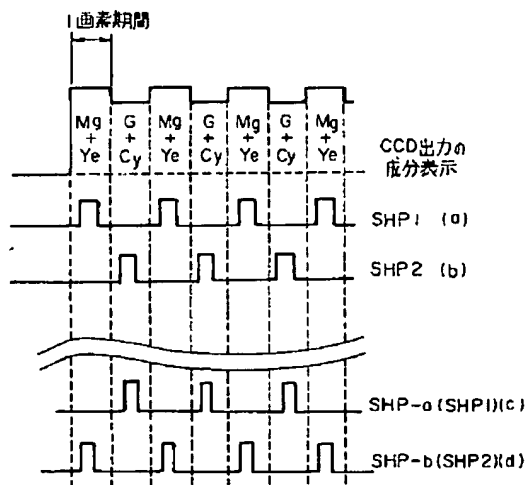 1画素期間
Mg + Ye
G + Cy
Mg + Ye
G + Cy
Mg + Ye
G + Cy
Mg + Ye
CCD出力の
成分表示
SHP1 (a)
SHP2 (b)
SHP-a(SHP1)(c)
SHP-b(SHP2)(d)